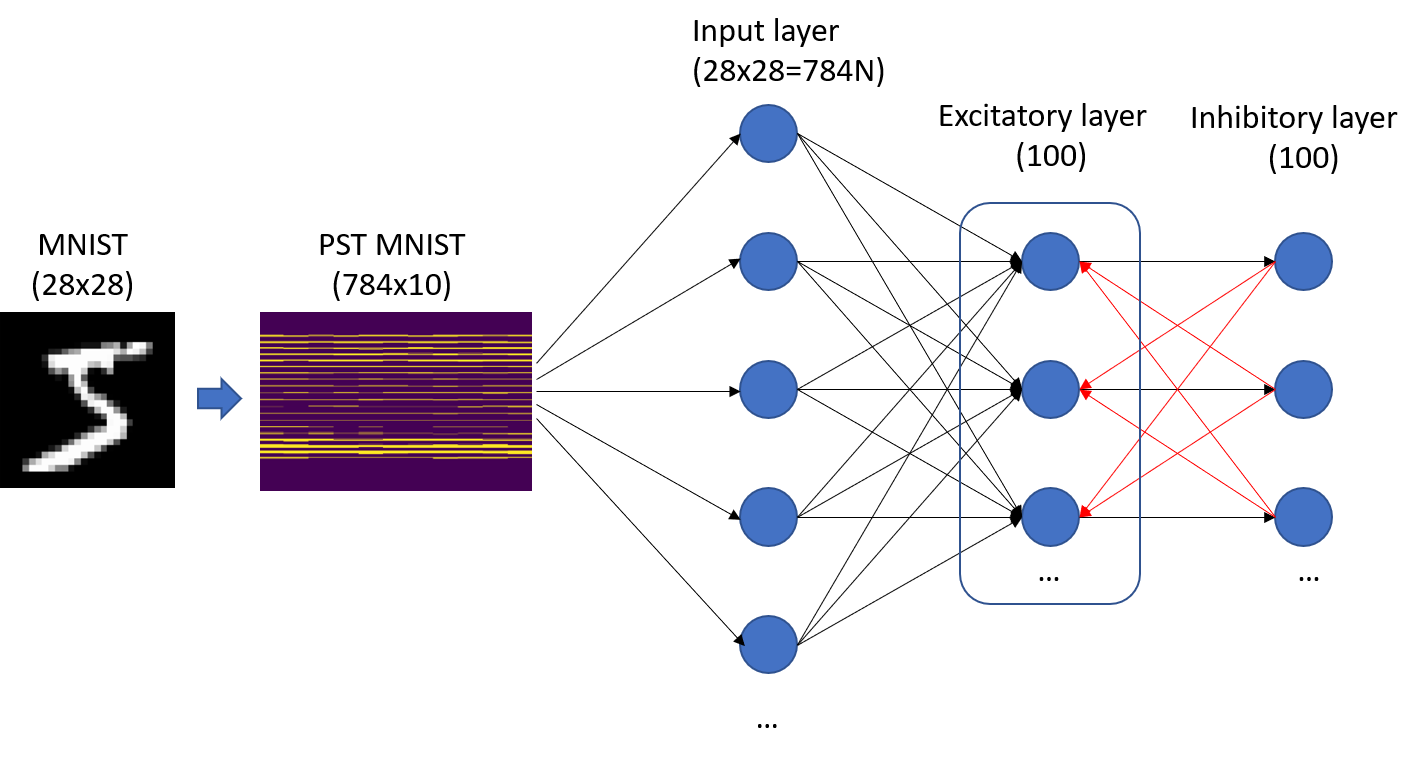 Input layer
(28x28=784N)
Excitatory layer
(100)
Inhibitory layer
(100)
MNIST
(28x28)
PST MNIST
(784x10)
...
...
...